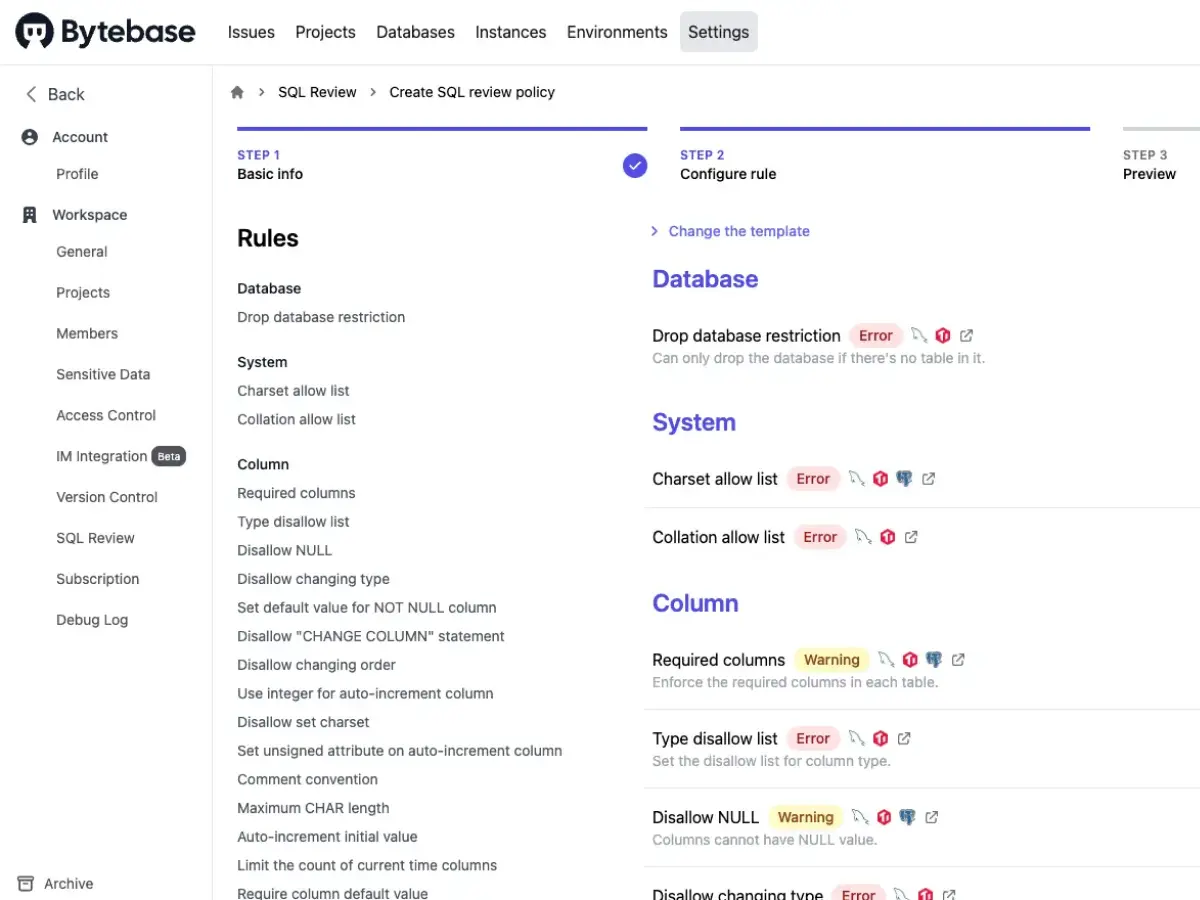 Bytebase
Issues Projects Databases Instances Environments Settings
Back
Account
Profile
Workspace
General
Projects
Members
Sensitive Data
Access Control
IM Integration Beta
Version Control
SQL Review
Subscription
Debug Log
Archive
SQL Review Create SQL review policy
STEP 1
Basic info
STEP 2
Configure rule
STEP 3
Preview
Rules
Database
Drop database restriction
System
Charset allow list
Collation allow list
Column
Required columns
Type disallow list
Disallow NULL
Disallow changing type
Set default value for NOT NULL column
Disallow "CHANGE COLUMN" statement
Disallow changing order
Use integer for auto-increment column
Disallow set charset
Set unsigned attribute on auto-increment column
Comment convention
Maximum CHAR length
Auto-increment initial value
Limit the count of current time columns
Require column default value
Change the template
Database
Drop database restriction Error
Can only drop the database if there's no table in it.
System
Charset allow list Error
Collation allow list Error
Column
Required columns Warning
Enforce the required columns in each table.
Type disallow list Error
Set the disallow list for column type.
Disallow NULL Warning
Columns cannot have NULL value.
Disallow changing type Error